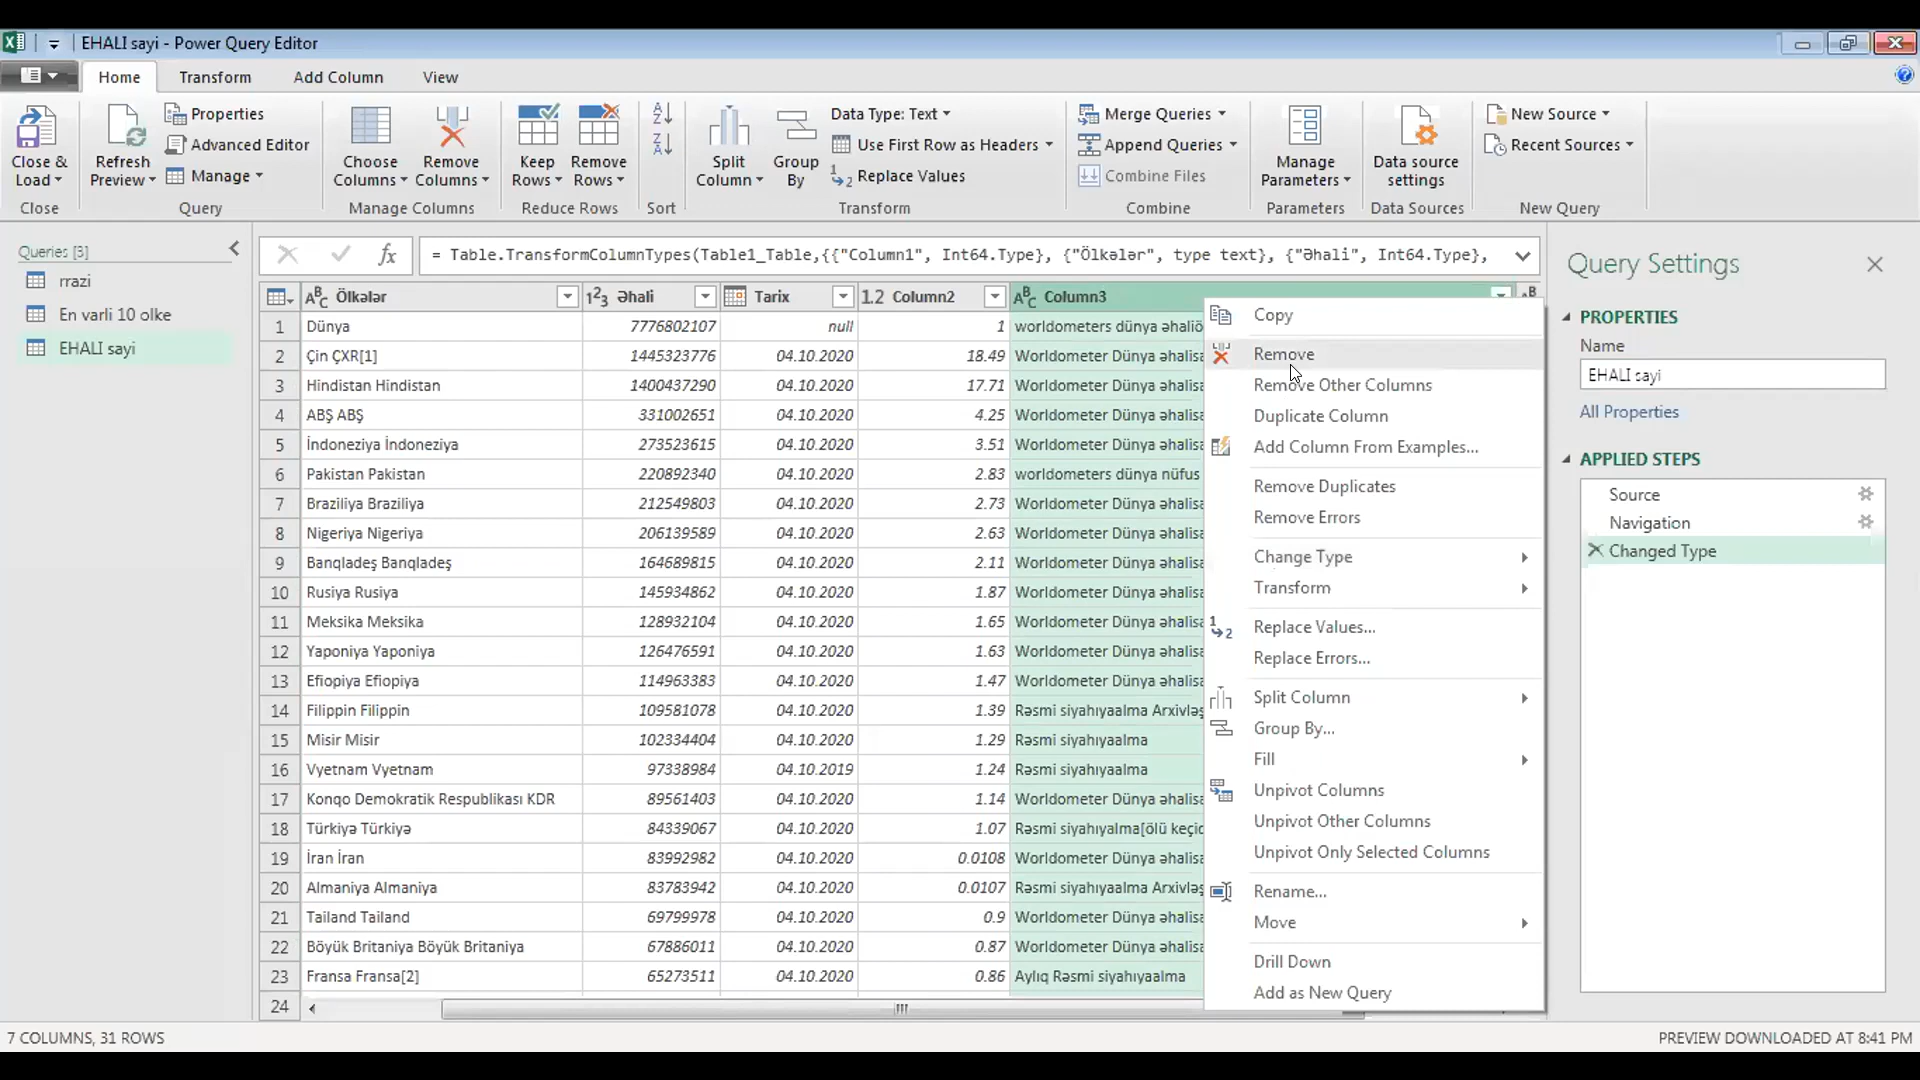 EHALI sayi - Power Query Editor
Home Transform Add Column View
Close & Load
Close
Refresh Preview
Properties
Advanced Editor
Manage
Query
Choose Columns
Remove Columns
Manage Columns
Keep Rows
Remove Rows
Reduce Rows
Sort
Split Column
Group By
Data Type: Text
Use First Row as Headers
Replace Values
Transform
Merge Queries
Append Queries
Combine Files
Combine
Manage Parameters
Parameters
Data source settings
Data Sources
New Source
Recent Sources
New Query
Queries [3]
rrazi
En varli 10 olke
EHALI sayi
= Table.TransformColumnTypes(Table1_Table,{{"Column1", Int64.Type}, {"Ölkələr", type text}, {"Əhali", Int64.Type},
Ölkələr Əhali Tarix 1.2 Column2 Column3
1 Dünya 7776802107 null 1 worldometers dünya əhaliö
2 Çin ÇXR[1] 1445323776 04.10.2020 18.49 Worldometer Dünya əhalisə
3 Hindistan Hindistan 1400437290 04.10.2020 17.71 Worldometer Dünya əhalisə
4 ABŞ ABŞ 331002651 04.10.2020 4.25 Worldometer Dünya əhalisə
5 İndoneziya İndoneziya 273523615 04.10.2020 3.51 Worldometer Dünya əhalisə
6 Pakistan Pakistan 220892340 04.10.2020 2.83 worldometers dünya nüfus
7 Braziliya Braziliya 212549803 04.10.2020 2.73 Worldometer Dünya əhalisə
8 Nigeriya Nigeriya 206139589 04.10.2020 2.63 Worldometer Dünya əhalisə
9 Banqladeş Banqladeş 164689815 04.10.2020 2.11 Worldometer Dünya əhalisə
10 Rusiya Rusiya 145934862 04.10.2020 1.87 Worldometer Dünya əhalisə
11 Meksika Meksika 128932104 04.10.2020 1.65 Worldometer Dünya əhalisə
12 Yaponiya Yaponiya 126476591 04.10.2020 1.63 Worldometer Dünya əhalisə
13 Efiopiya Efiopiya 114963383 04.10.2020 1.47 Worldometer Dünya əhalisə
14 Filippin Filippin 109581078 04.10.2020 1.39 Rəsmi siyahıyaalma Arxivləş
15 Misir Misir 102334404 04.10.2020 1.29 Rəsmi siyahıyaalma
16 Vyetnam Vyetnam 97338984 04.10.2019 1.24 Rəsmi siyahıyaalma
17 Konqo Demokratik Respublikası KDR 89561403 04.10.2020 1.14 Worldometer Dünya əhalisə
18 Türkiyə Türkiyə 84339067 04.10.2020 1.07 Rəsmi siyahıyalma[ölü keçid
19 İran İran 83992982 04.10.2020 0.0108 Worldometer Dünya əhalisə
20 Almaniya Almaniya 83783942 04.10.2020 0.0107 Rəsmi siyahıyaalma Arxivləş
21 Tailand Tailand 69799978 04.10.2020 0.9 Worldometer Dünya əhalisə
22 Böyük Britaniya Böyük Britaniya 67886011 04.10.2020 0.87 Worldometer Dünya əhalisə
23 Fransa Fransa[2] 65273511 04.10.2020 0.86 Aylıq Rəsmi siyahıyaalma
24
Copy
Remove
Remove Other Columns
Duplicate Column
Add Column From Examples...
Remove Duplicates
Remove Errors
Change Type
Transform
Replace Values...
Replace Errors...
Split Column
Group By...
Fill
Unpivot Columns
Unpivot Other Columns
Unpivot Only Selected Columns
Rename...
Move
Drill Down
Add as New Query
Query Settings
PROPERTIES
Name
EHALI sayi
All Properties
APPLIED STEPS
Source
Navigation
Changed Type
7 COLUMNS, 31 ROWS
PREVIEW DOWNLOADED AT 8:41 PM